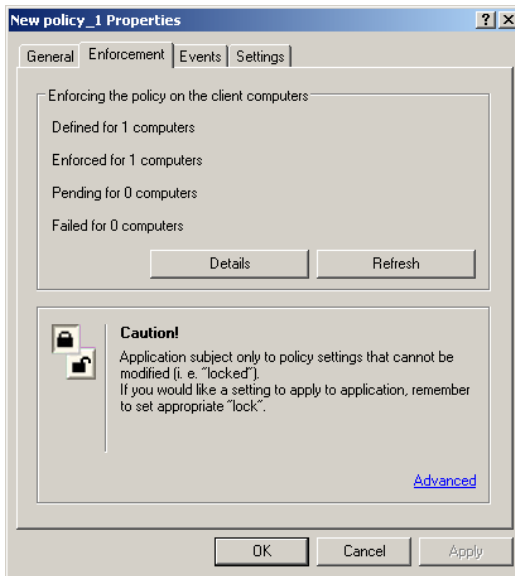 New policy_1 Properties
General Enforcement Events Settings
Enforcing the policy on the client computers
Defined for 1 computers
Enforced for 1 computers
Pending for 0 computers
Failed for 0 computers
Details Refresh
Caution!
Application subject only to policy settings that cannot be
modified (i. e. "locked").
If you would like a setting to apply to application, remember
to set appropriate "lock".
Advanced
OK Cancel Apply